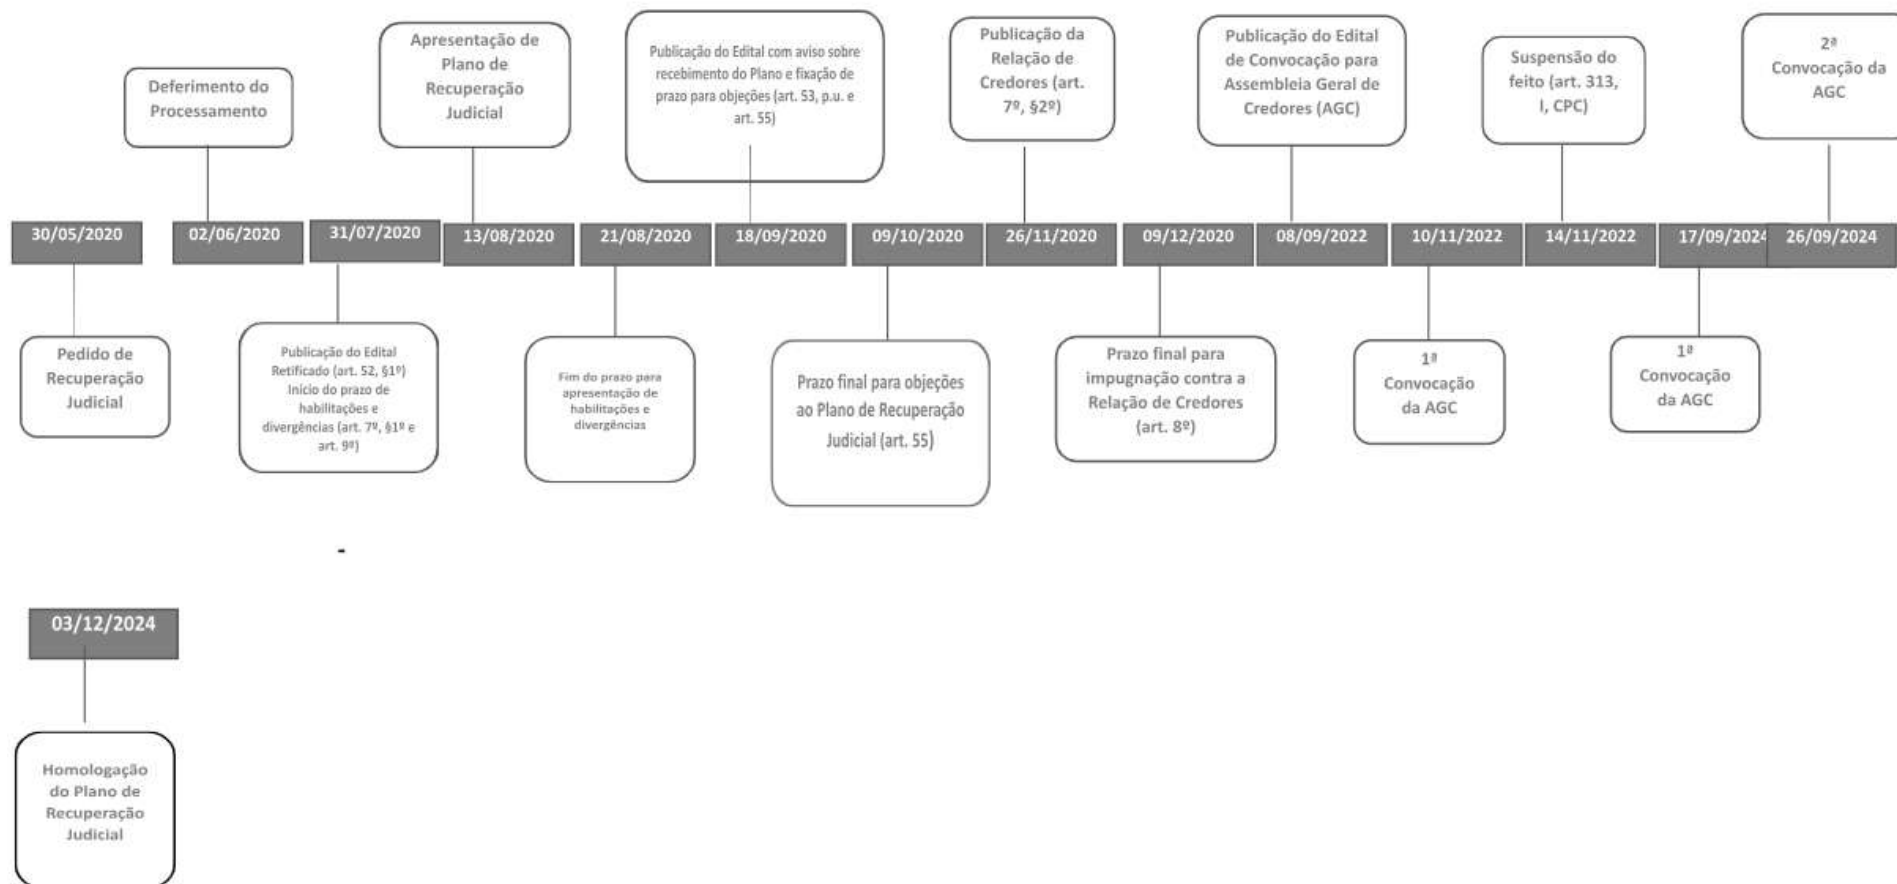 Deferimento do
Processamento
Apresentação de
Plano de
Recuperação
Judicial
Publicação do Edital com aviso sobre
recebimento do Plano e fixação de
prazo para objeções (art. 53, p.u. e
art. 55)
Publicação da
Relação de
Credores (art.
7º, §2º)
Publicação do Edital
de Convocação para
Assembleia Geral de
Credores (AGC)
Suspensão do
feito (art. 313,
I, CPC)
2ª
Convocação da
AGC
30/05/2020
02/06/2020
31/07/2020
13/08/2020
21/08/2020
18/09/2020
09/10/2020
26/11/2020
09/12/2020
08/09/2022
10/11/2022
14/11/2022
17/09/2024
26/09/2024
Pedido de
Recuperação
Judicial
Publicação do Edital
Retificado (art. 52, §1º)
Início do prazo de
habilitações e
divergências (art. 7º, §1º e
art. 9º)
Fim do prazo para
apresentação de
habilitações e
divergências
Prazo final para objeções
ao Plano de Recuperação
Judicial (art. 55)
Prazo final para
impugnação contra a
Relação de Credores
(art. 8º)
1ª
Convocação
da AGC
1ª
Convocação
da AGC
-
03/12/2024
Homologação
do Plano de
Recuperação
Judicial